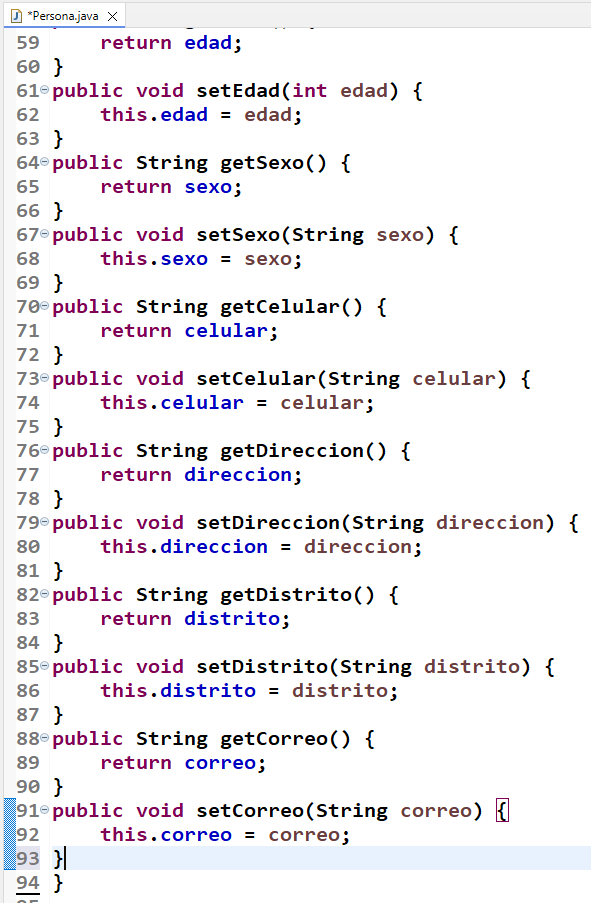 *Persona.java
59 return edad;
60 }
61 public void setEdad(int edad) {
62 this.edad = edad;
63 }
64 public String getSexo() {
65 return sexo;
66 }
67 public void setSexo(String sexo) {
68 this.sexo = sexo;
69 }
70 public String getCelular() {
71 return celular;
72 }
73 public void setCelular(String celular) {
74 this.celular = celular;
75 }
76 public String getDireccion() {
77 return direccion;
78 }
79 public void setDireccion(String direccion) {
80 this.direccion = direccion;
81 }
82 public String getDistrito() {
83 return distrito;
84 }
85 public void setDistrito(String distrito) {
86 this.distrito = distrito;
87 }
88 public String getCorreo() {
89 return correo;
90 }
91 public void setCorreo(String correo) {
92 this.correo = correo;
93 }
94 }